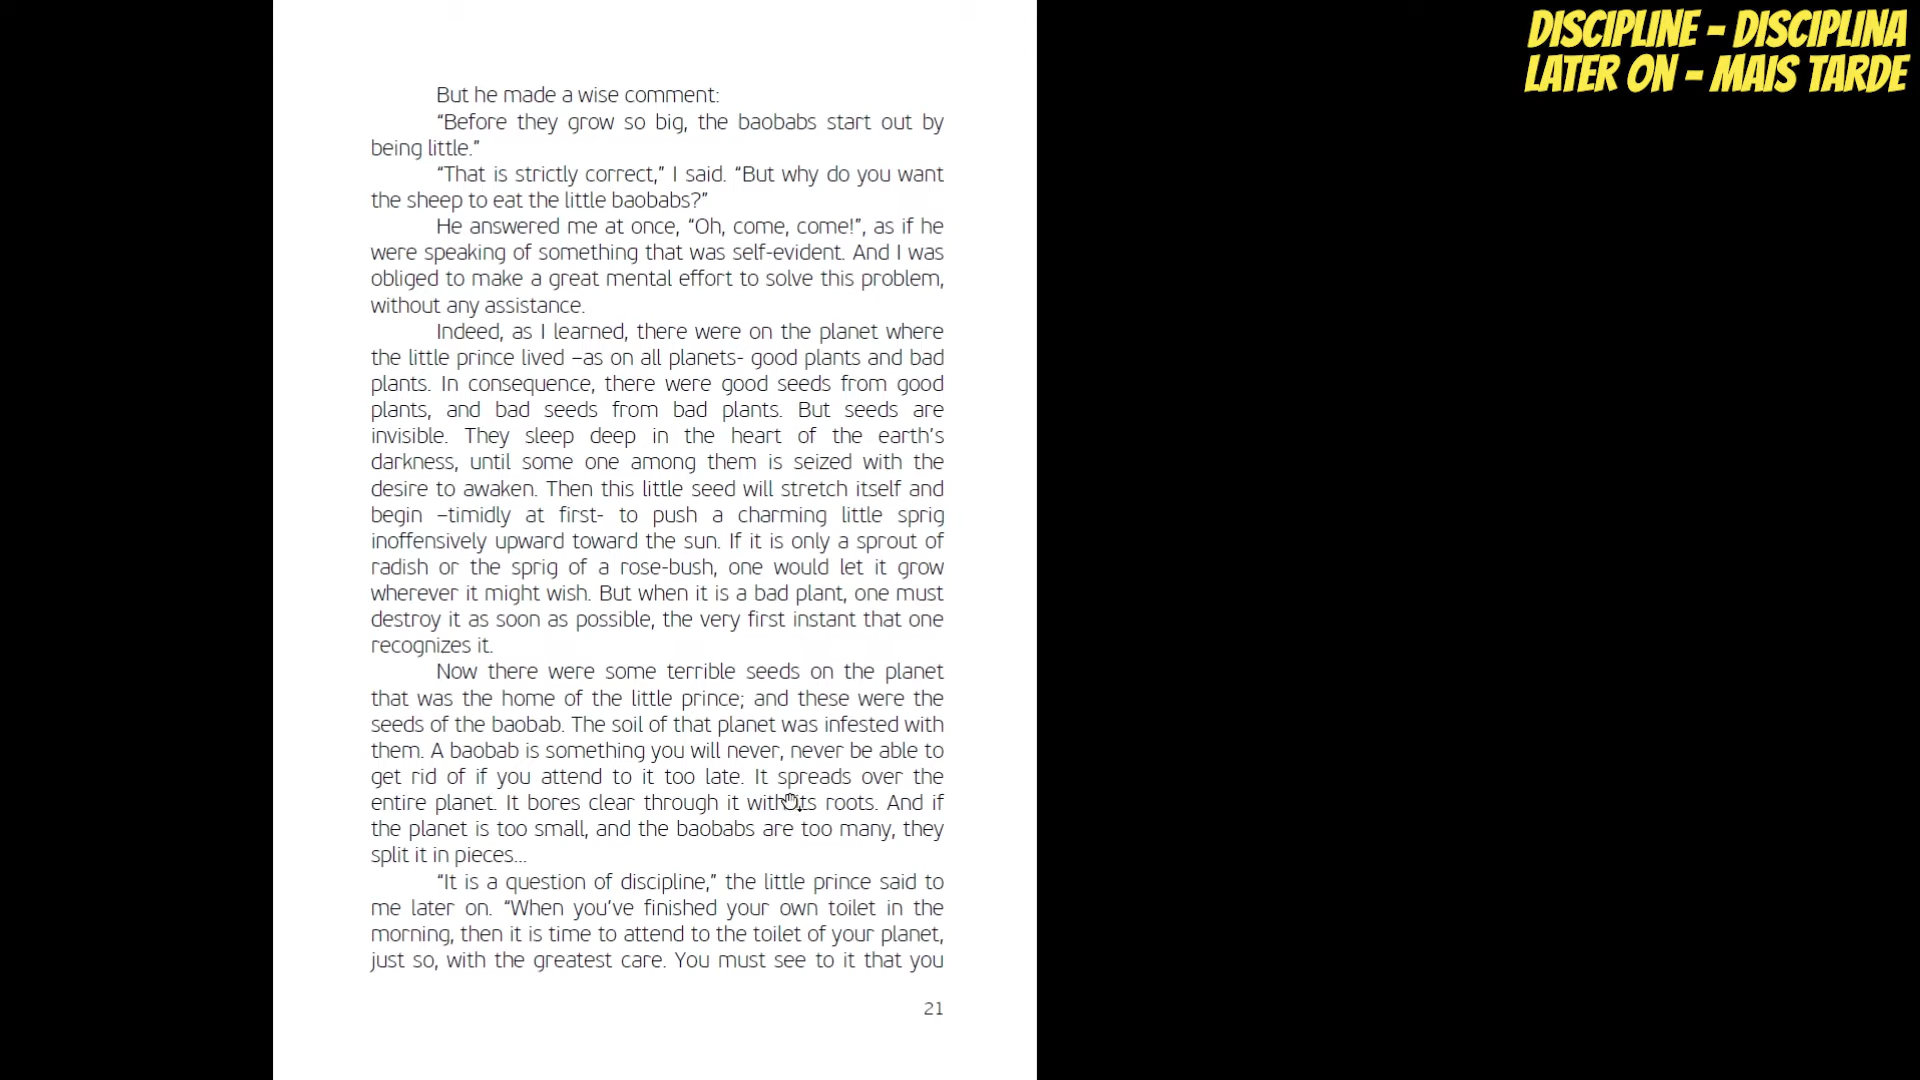 DISCIPLINE - DISCIPLINA
LATER ON - MAIS TARDE
But he made a wise comment:
“Before they grow so big, the baobabs start out by
being little.”
“That is strictly correct,” I said. “But why do you want
the sheep to eat the little baobabs?”
He answered me at once, “Oh, come, come!”, as if he
were speaking of something that was self-evident. And I was
obliged to make a great mental effort to solve this problem,
without any assistance.
Indeed, as I learned, there were on the planet where
the little prince lived –as on all planets- good plants and bad
plants. In consequence, there were good seeds from good
plants, and bad seeds from bad plants. But seeds are
invisible. They sleep deep in the heart of the earth’s
darkness, until some one among them is seized with the
desire to awaken. Then this little seed will stretch itself and
begin –timidly at first- to push a charming little sprig
inoffensively upward toward the sun. If it is only a sprout of
radish or the sprig of a rose-bush, one would let it grow
wherever it might wish. But when it is a bad plant, one must
destroy it as soon as possible, the very first instant that one
recognizes it.
Now there were some terrible seeds on the planet
that was the home of the little prince; and these were the
seeds of the baobab. The soil of that planet was infested with
them. A baobab is something you will never, never be able to
get rid of if you attend to it too late. It spreads over the
entire planet. It bores clear through it with its roots. And if
the planet is too small, and the baobabs are too many, they
split it in pieces...
“It is a question of discipline,” the little prince said to
me later on. “When you’ve finished your own toilet in the
morning, then it is time to attend to the toilet of your planet,
just so, with the greatest care. You must see to it that you
21